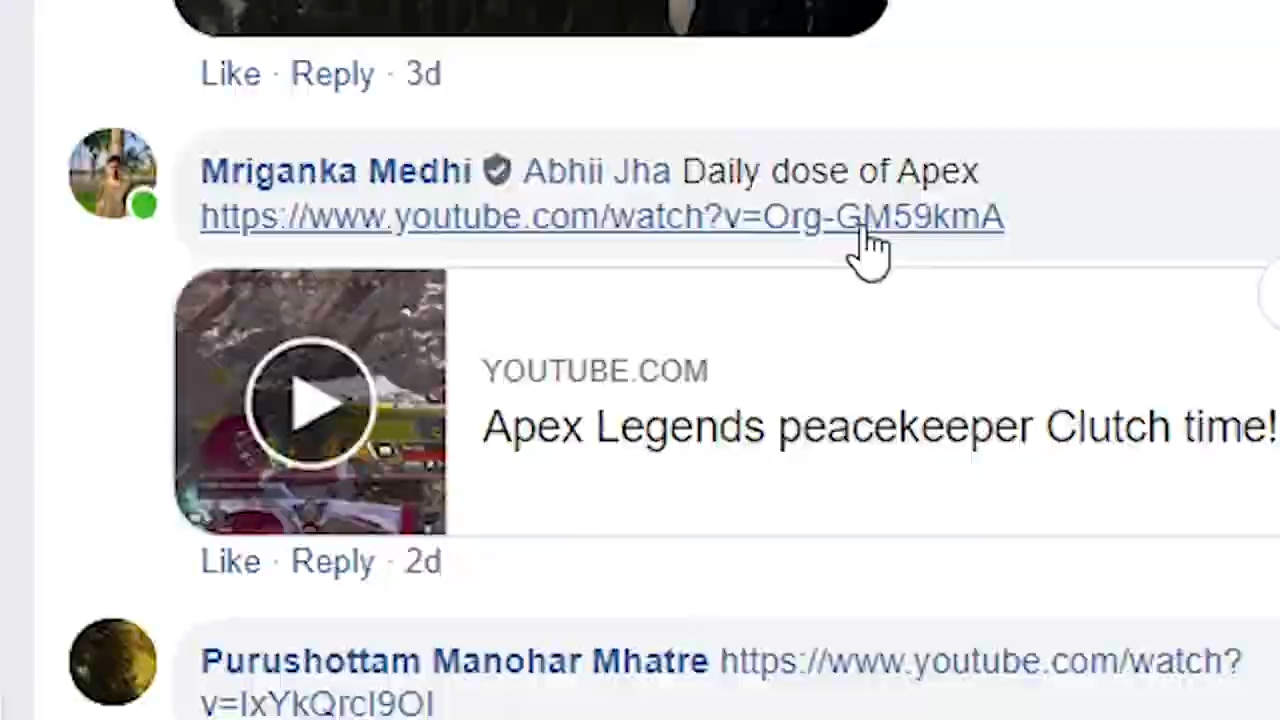 Like · Reply · 3d
Mriganka Medhi Abhii Jha Daily dose of Apex
https://www.youtube.com/watch?v=Org-GM59kmA
YOUTUBE.COM
Apex Legends peacekeeper Clutch time!
Like · Reply · 2d
Purushottam Manohar Mhatre https://www.youtube.com/watch?
v=IxYkQrcI9OI